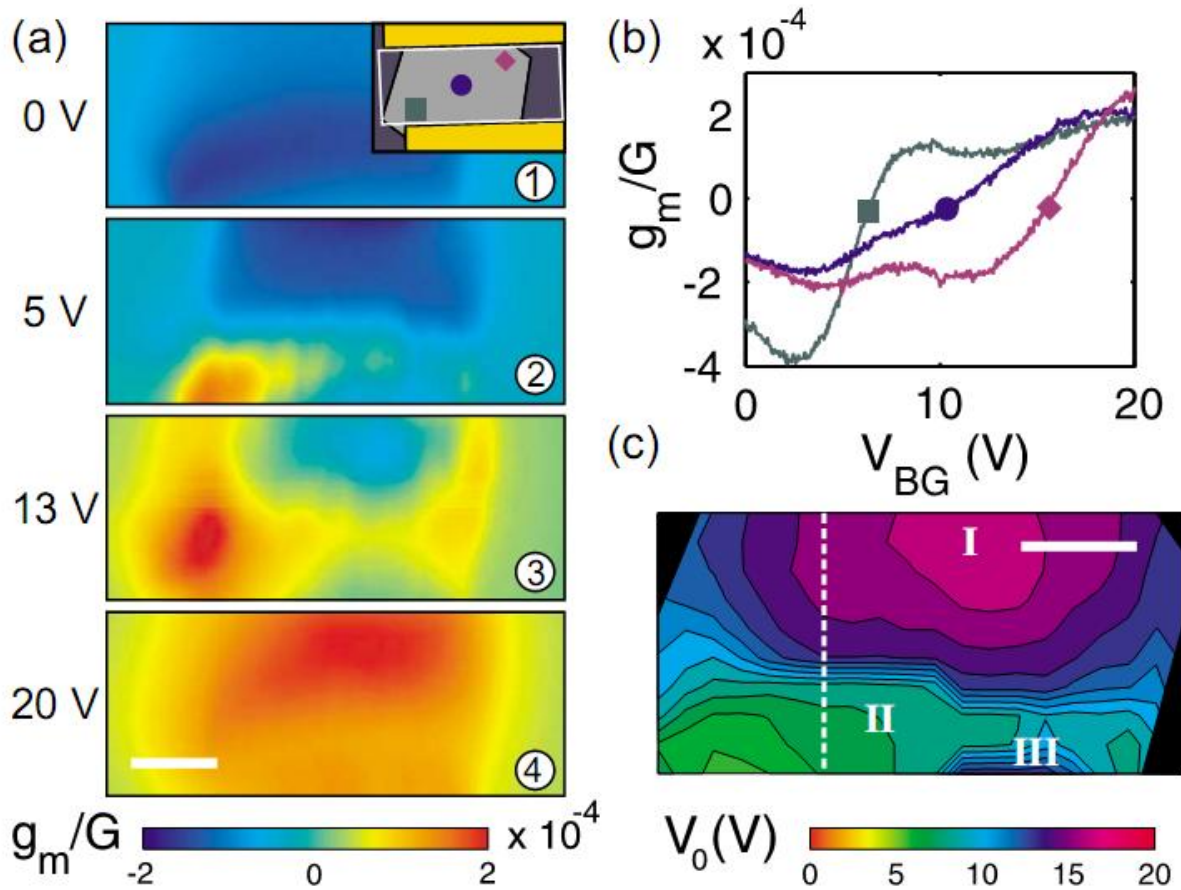 (a)
0 V
①
5 V
②
13 V
③
20 V
④
g_m/G
-2
0
2
x 10^-4
(b)
x 10^-4
g_m/G
2
0
-2
-4
0
10
20
V_BG (V)
(c)
I
II
III
V_0(V)
0
5
10
15
20